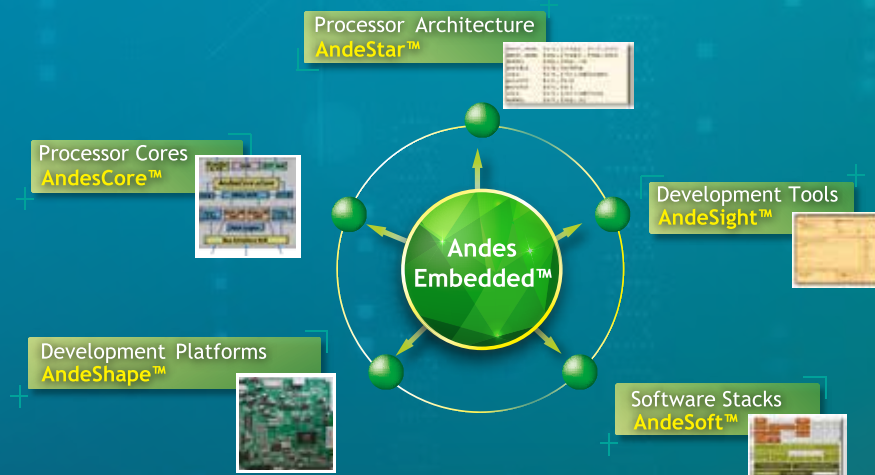 Processor Architecture
AndeStar™
Processor Cores
AndesCore™
Development Tools
AndeSight™
Andes
Embedded™
Development Platforms
AndeShape™
Software Stacks
AndeSoft™